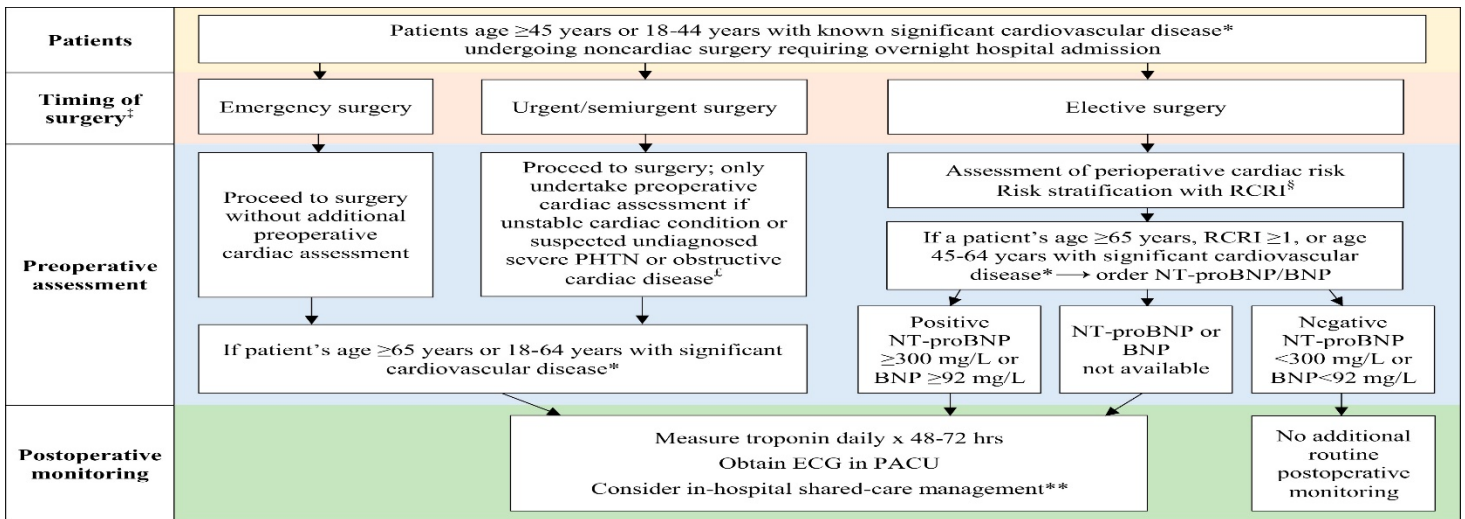 Patients
Patients age ≥45 years or 18-44 years with known significant cardiovascular disease*
undergoing noncardiac surgery requiring overnight hospital admission
Timing of
surgery‡
Emergency surgery
Urgent/semiurgent surgery
Elective surgery
Preoperative
assessment
Proceed to surgery
without additional
preoperative
cardiac assessment
Proceed to surgery; only
undertake preoperative
cardiac assessment if
unstable cardiac condition or
suspected undiagnosed
severe PHTN or obstructive
cardiac disease£
Assessment of perioperative cardiac risk
Risk stratification with RCRI§
If a patient's age ≥65 years, RCRI ≥1, or age
45-64 years with significant cardiovascular
disease* → order NT-proBNP/BNP
If patient's age ≥65 years or 18-64 years with significant
cardiovascular disease*
Positive
NT-proBNP
≥300 mg/L or
BNP ≥92 mg/L
NT-proBNP or
BNP
not available
Negative
NT-proBNP
<300 mg/L or
BNP<92 mg/L
Postoperative
monitoring
Measure troponin daily x 48-72 hrs
Obtain ECG in PACU
Consider in-hospital shared-care management**
No additional
routine
postoperative
monitoring